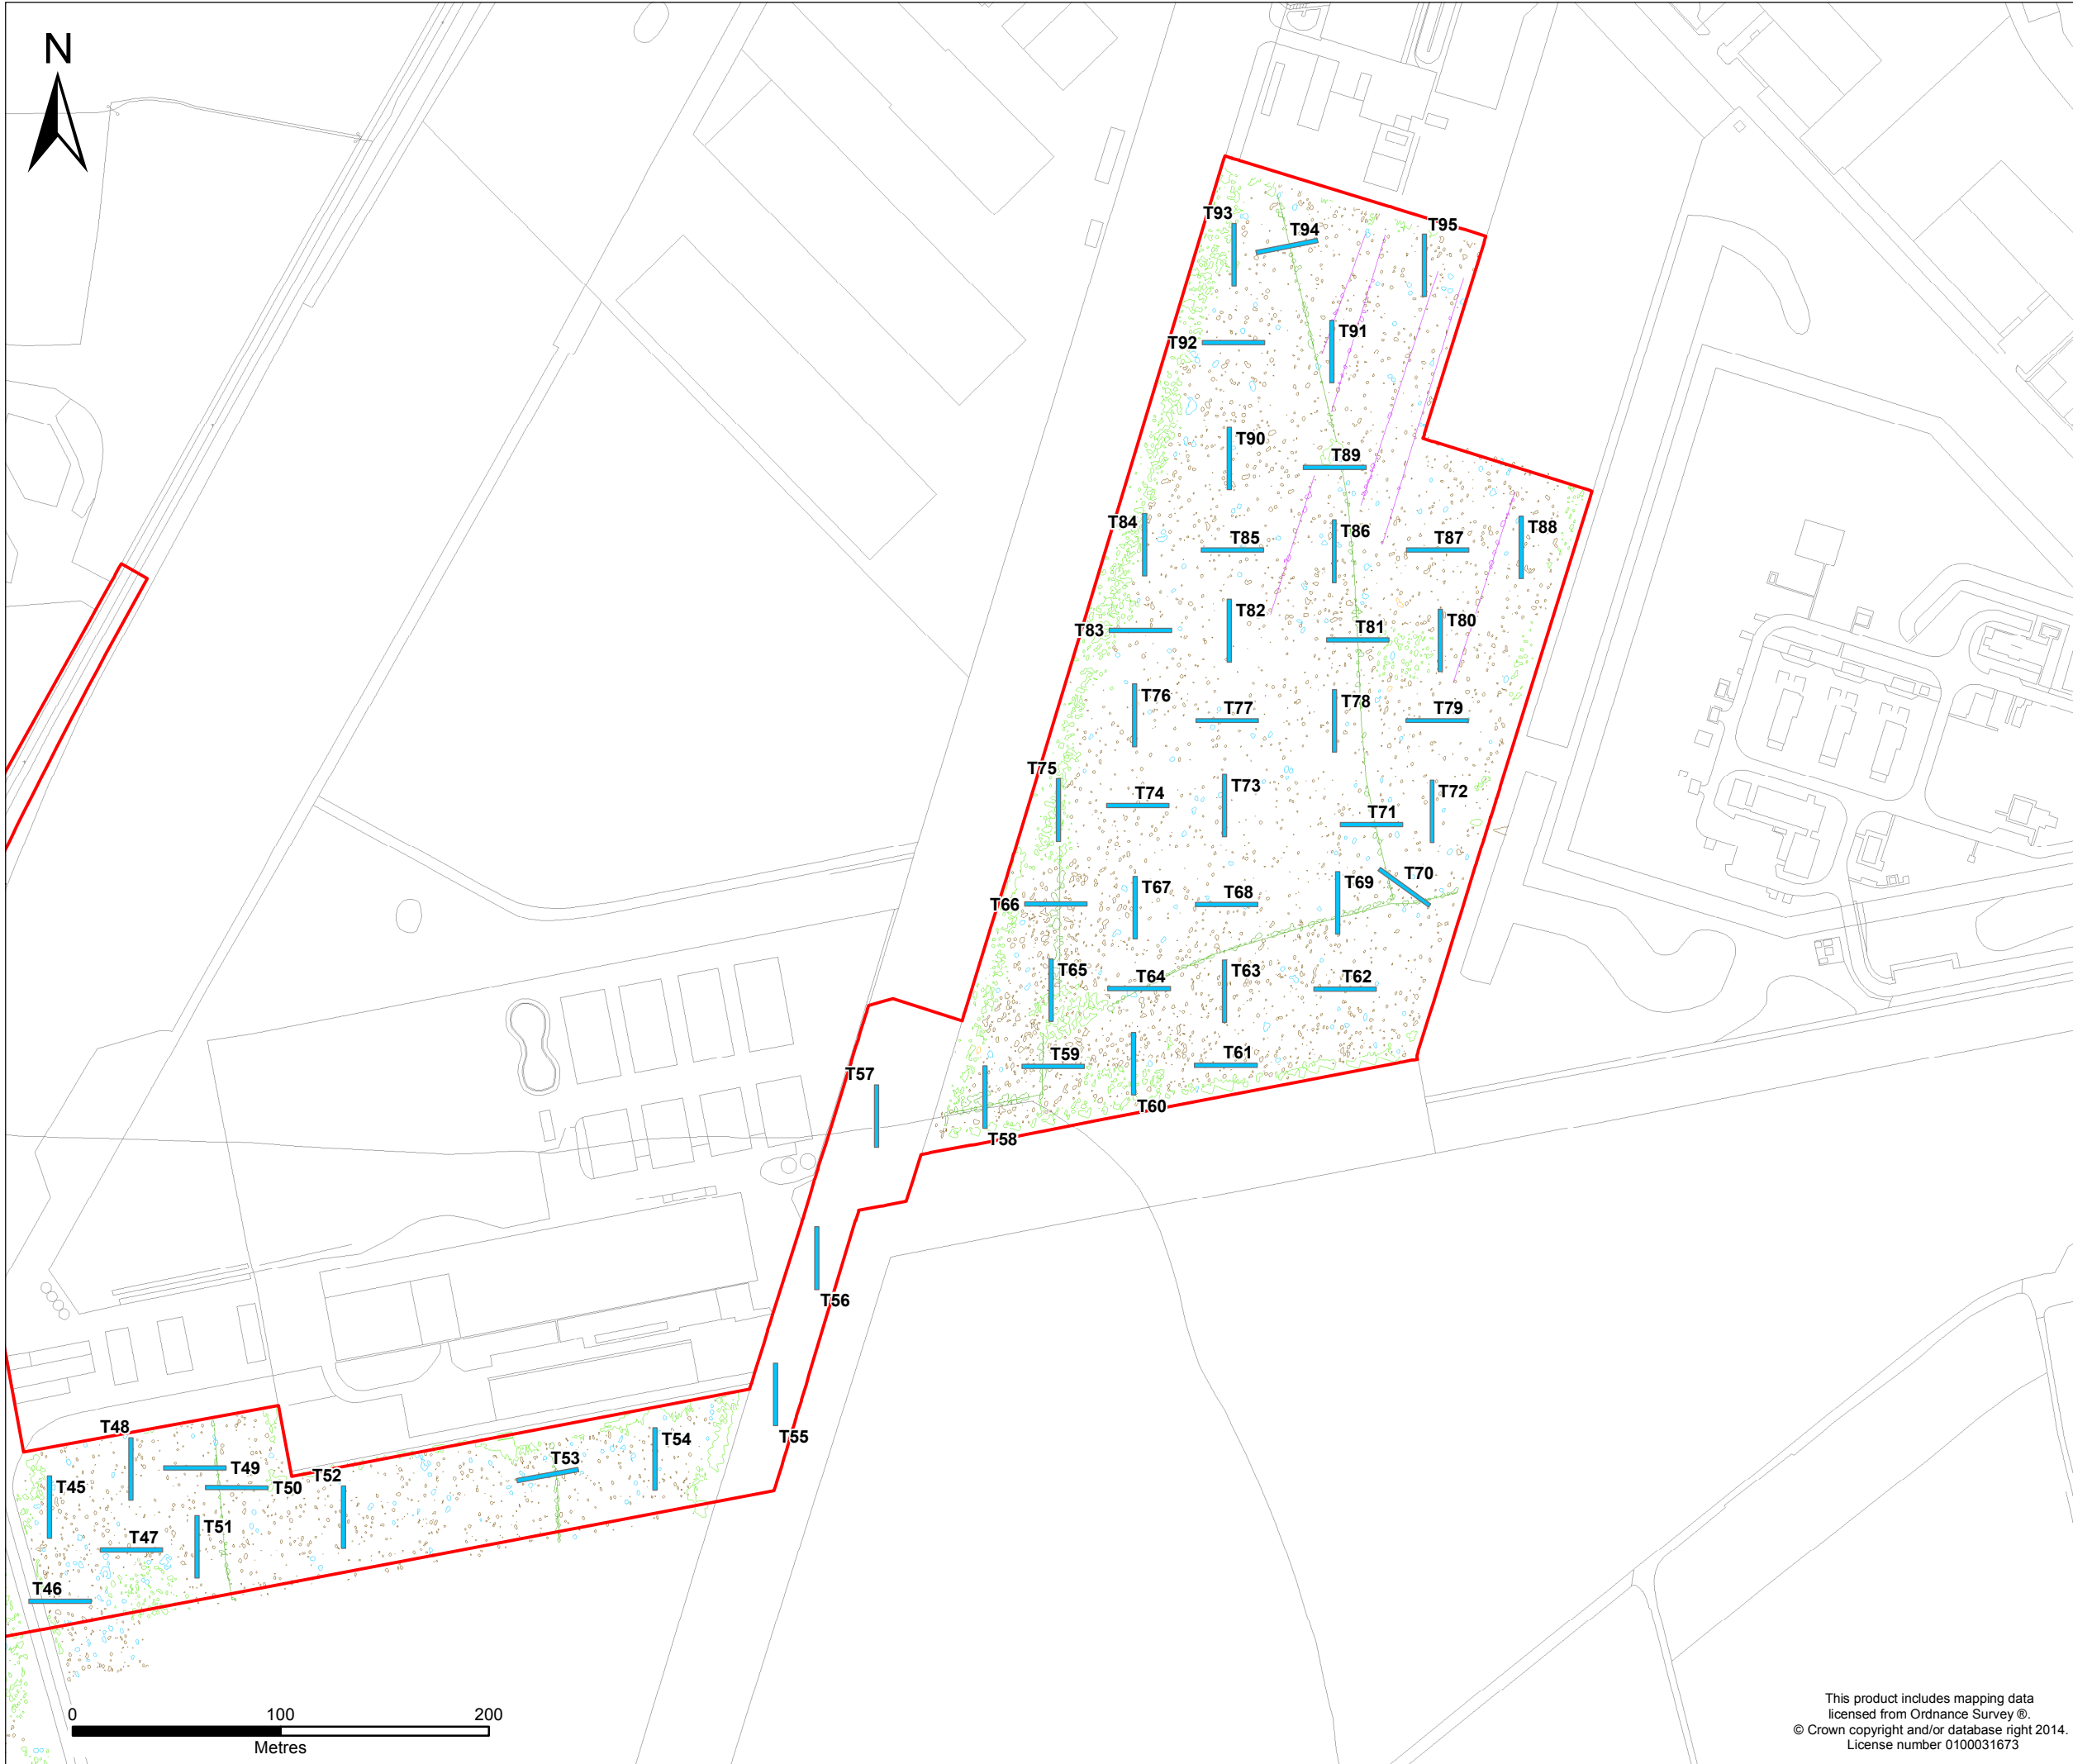 N
T93
T94
T95
T91
T92
T90
T89
T84
T85
T86
T87
T88
T82
T83
T81
T80
T76
T77
T78
T79
T75
T74
T73
T72
T71
T70
T67
T68
T69
T66
T65
T64
T63
T62
T59
T61
T57
T60
T58
T56
T48
T55
T54
T53
T49
T52
T45
T50
T51
T47
T46
0 100 200
Metres
This product includes mapping data
licensed from Ordnance Survey ®.
© Crown copyright and/or database right 2014.
License number 0100031673